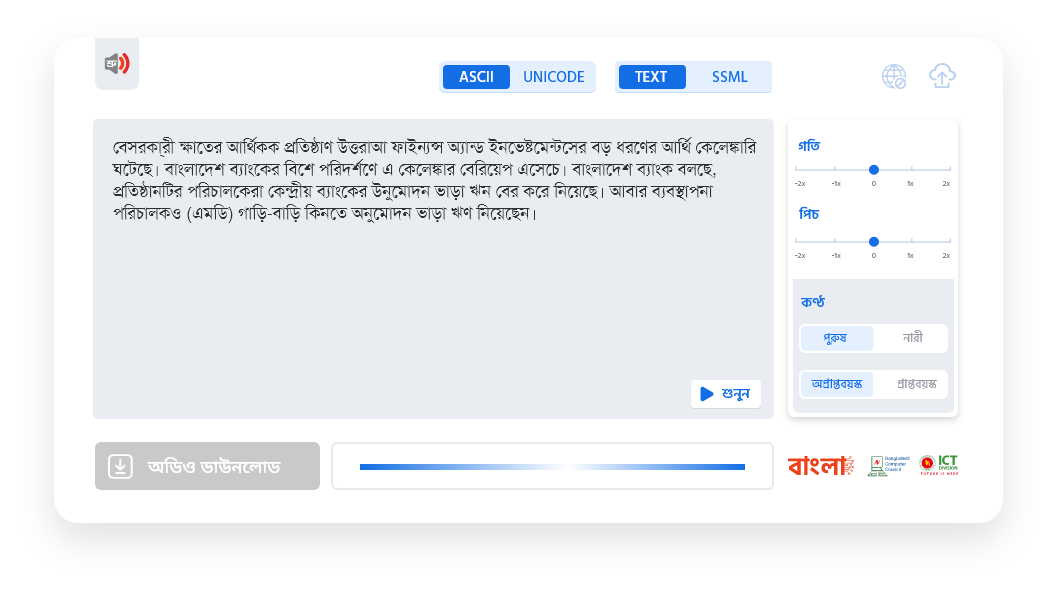 শ্রু
ASCII UNICODE TEXT SSML
বেসরকা্রী ক্ষাতের আর্থিকক প্রতিষ্ঠাণ উত্তরাআ ফাইন্যন্স অ্যান্ড ইনভেষ্টমেন্টসের বড় ধরণের আর্থি কেলেঙ্কারি
ঘটেছে। বাংলাদেশ ব্যাংকের বিশে পরিদর্শণে এ কেলেঙ্কার বেরিয়েপ এসেচে। বাংলাদেশ ব্যাংক বলছে,
প্রতিষ্ঠানটির পরিচালকেরা কেন্দ্রীয় ব্যাংকের উনুমোদন ভাড়া ঋন বের করে নিয়েছে। আবার ব্যবস্থাপনা
পরিচালকও (এমডি) গাড়ি-বাড়ি কিনতে অনুমোদন ভাড়া ঋণ নিয়েছেন।
শুনুন
গতি
-2x -1x 0 1x 2x
পিচ
-2x -1x 0 1x 2x
কণ্ঠ
পুরুষ নারী
অপ্রাপ্তবয়স্ক প্রাপ্তবয়স্ক
অডিও ডাউনলোড
বাংলা
Bangladesh
Computer
Council
ICT
DIVISION
FUTURE IS HERE